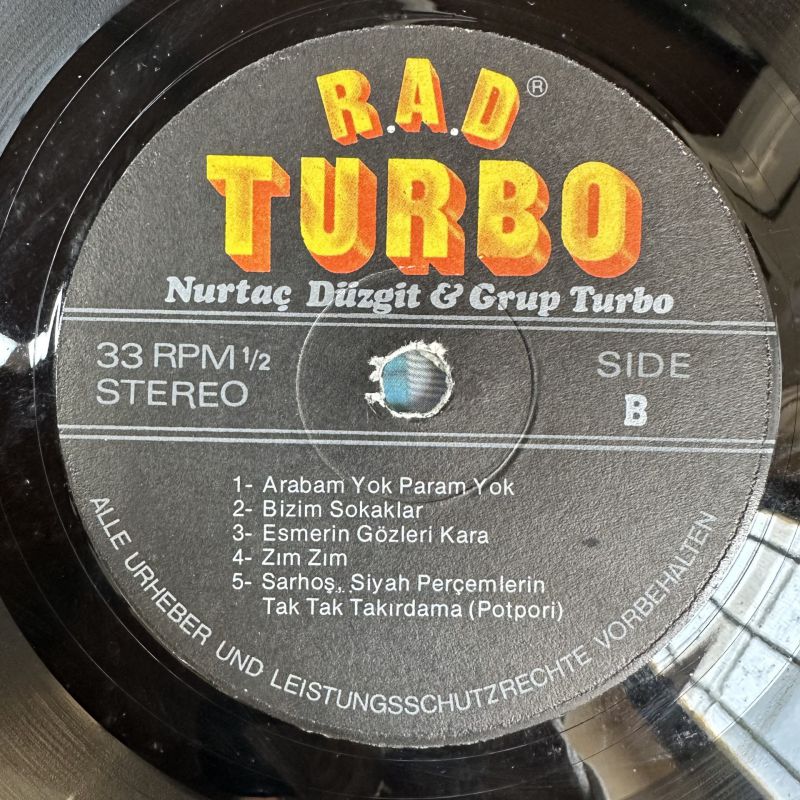 R.A.D ®
TURBO
Nurtaç Düzgit & Grup Turbo
33 RPM 1/2
STEREO
SIDE
B
1- Arabam Yok Param Yok
2- Bizim Sokaklar
3- Esmerin Gözleri Kara
4- Zım Zım
5- Sarhoş,, Siyah Perçemlerin
Tak Tak Takırdama (Potpori)
ALLE URHEBER UND LEISTUNGSSCHUTZRECHTE VORBEHALTEN